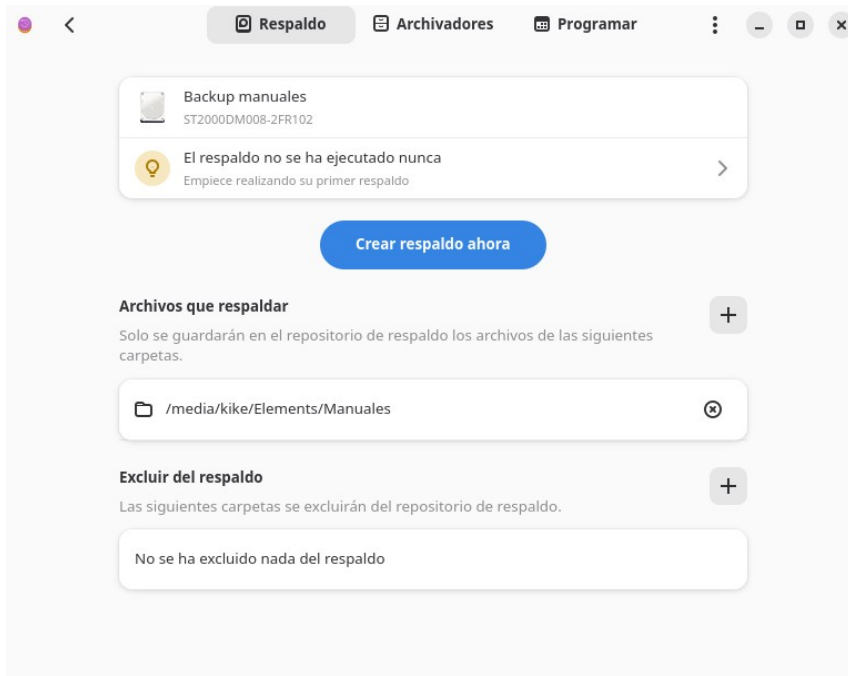 Respaldo
Archivadores
Programar
Backup manuales
ST2000DM008-2FR102
El respaldo no se ha ejecutado nunca
Empiece realizando su primer respaldo
Crear respaldo ahora
Archivos que respaldar
Solo se guardarán en el repositorio de respaldo los archivos de las siguientes
carpetas.
/media/kike/Elements/Manuales
Excluir del respaldo
Las siguientes carpetas se excluirán del repositorio de respaldo.
No se ha excluido nada del respaldo